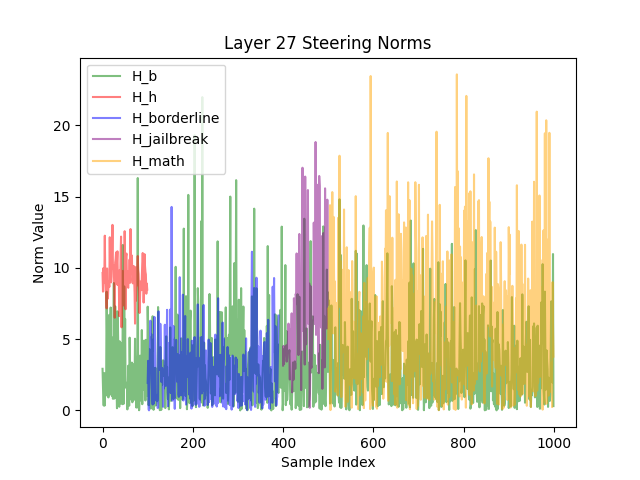 Layer 27 Steering Norms
H_b
H_h
H_borderline
H_jailbreak
H_math
Norm Value
20
15
10
5
0
0 200 400 600 800 1000
Sample Index